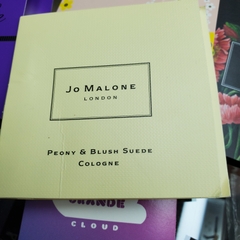 Jo Malone
LONDON
Peony & Blush Suede
Cologne
GRANDE
CLOUD